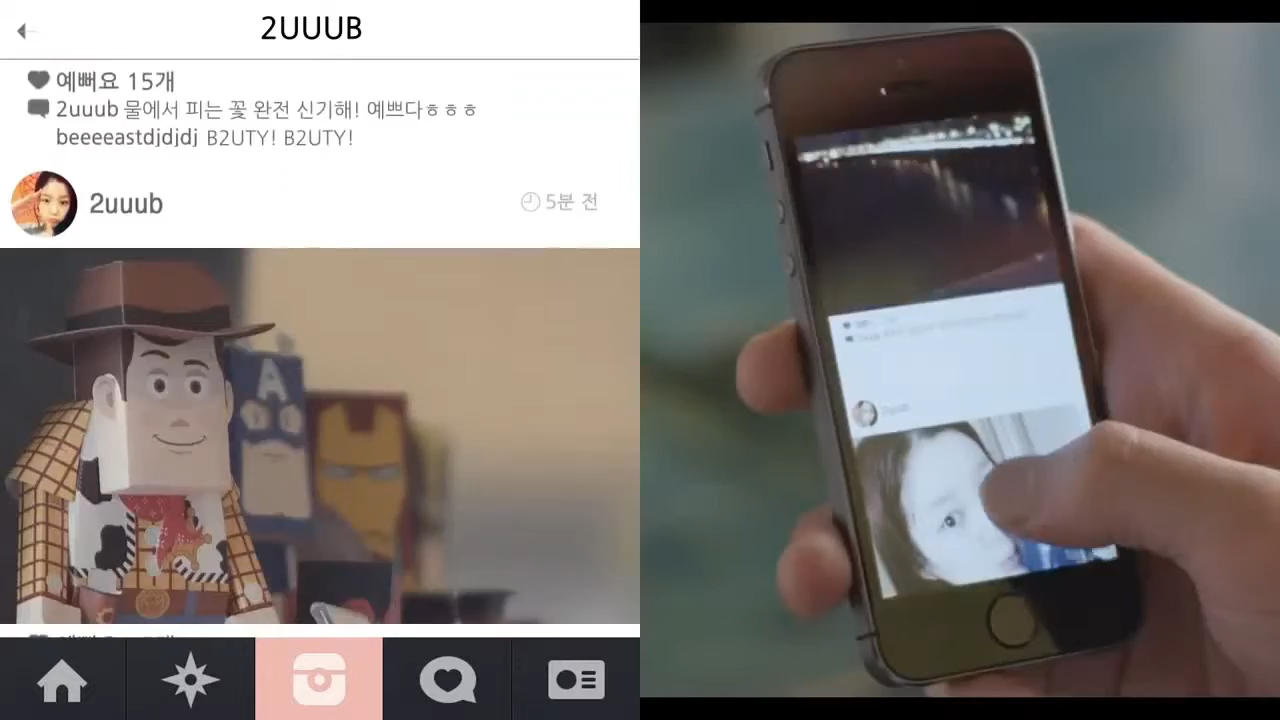 2UUUB
예뻐요 15개
2uuub 물에서 피는 꽃 완전 신기해! 예쁘다ㅎㅎㅎ
beeeeastdjdjdj B2UTY! B2UTY!
2uuub
5분 전
A